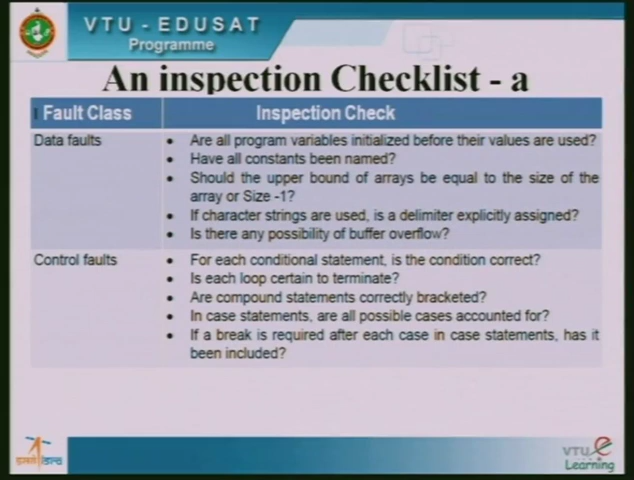 VTU - EDUSAT
Programme
An inspection Checklist - a
Fault Class Inspection Check
Data faults
• Are all program variables initialized before their values are used?
• Have all constants been named?
• Should the upper bound of arrays be equal to the size of the
array or Size -1?
• If character strings are used, is a delimiter explicitly assigned?
• Is there any possibility of buffer overflow?
Control faults
• For each conditional statement, is the condition correct?
• Is each loop certain to terminate?
• Are compound statements correctly bracketed?
• In case statements, are all possible cases accounted for?
• If a break is required after each case in case statements, has it
been included?
इसरो isro
VTU e
Learning